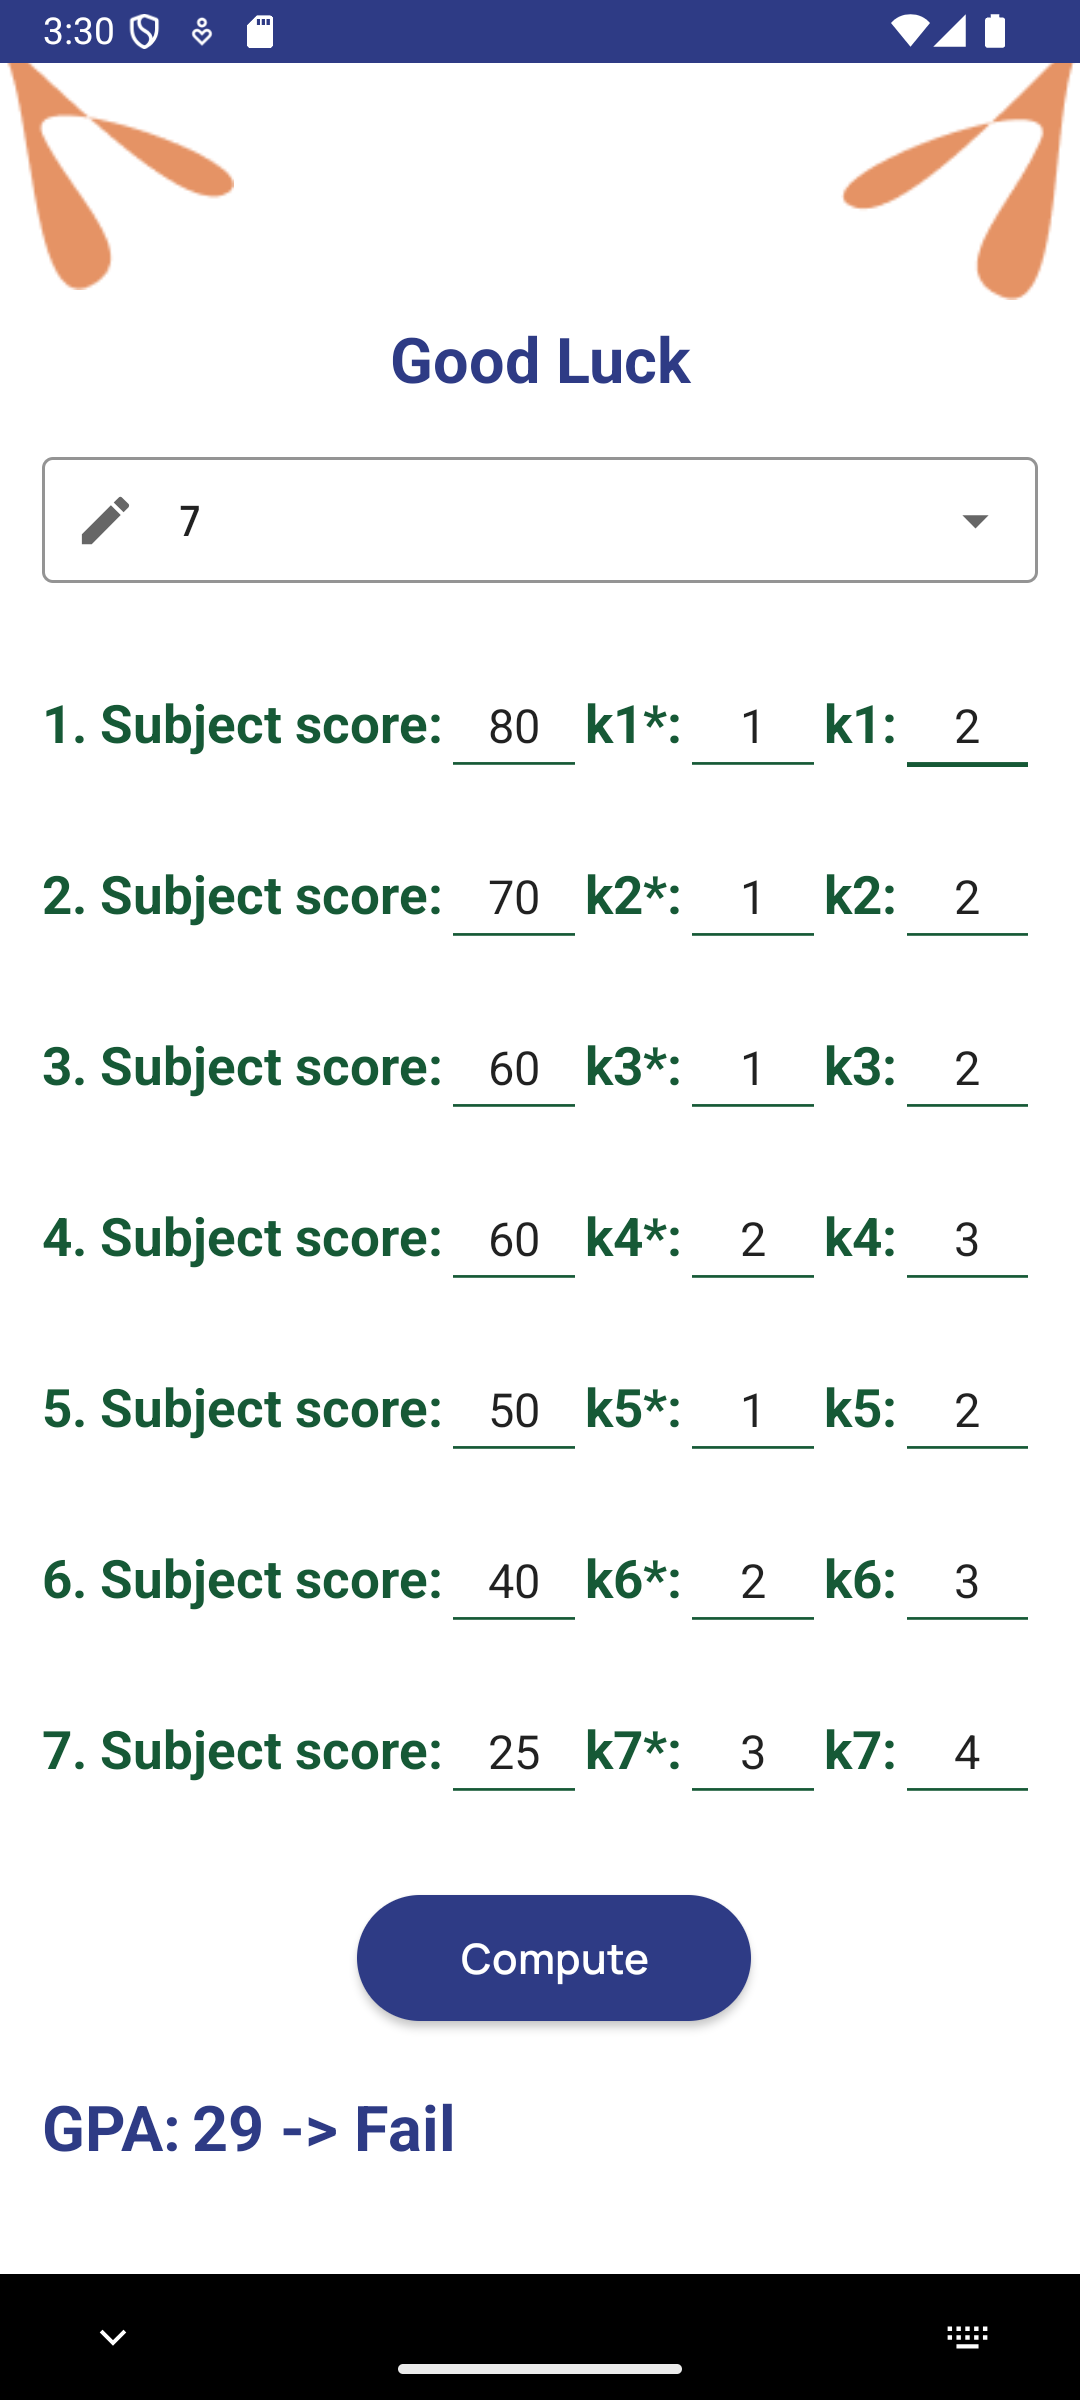 3:30
Good Luck
7
1. Subject score: 80 k1*: 1 k1: 2
2. Subject score: 70 k2*: 1 k2: 2
3. Subject score: 60 k3*: 1 k3: 2
4. Subject score: 60 k4*: 2 k4: 3
5. Subject score: 50 k5*: 1 k5: 2
6. Subject score: 40 k6*: 2 k6: 3
7. Subject score: 25 k7*: 3 k7: 4
Compute
GPA: 29 -> Fail